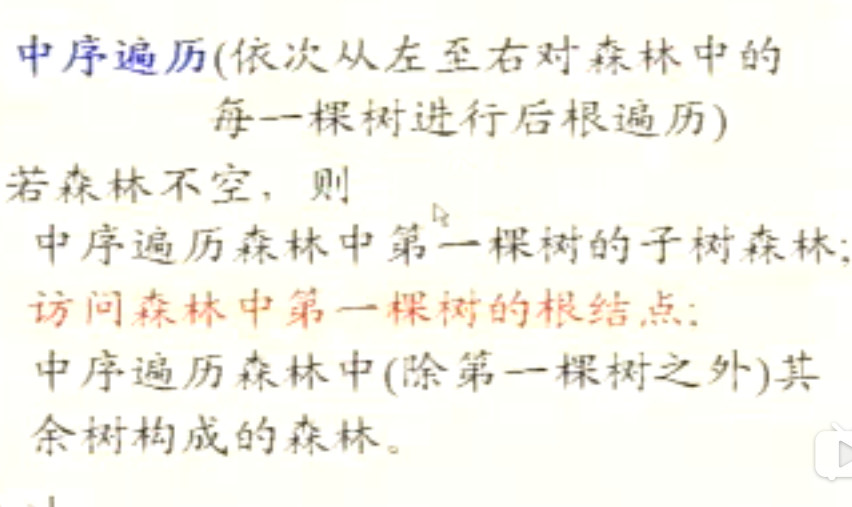 中序遍历(依次从左至右对森林中的
每一棵树进行后根遍历)
若森林不空，则
中序遍历森林中第一棵树的子树森林;
访问森林中第一棵树的根结点;
中序遍历森林中(除第一棵树之外)其
余树构成的森林。